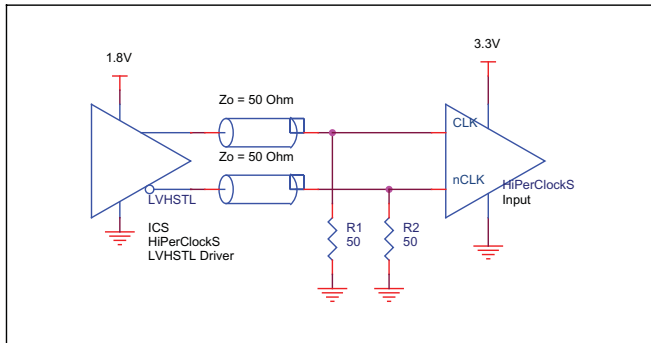 1.8V
3.3V
Zo = 50 Ohm
CLK
Zo = 50 Ohm
nCLK
LVHSTL
HiPerClockS
Input
ICS
HiPerClockS
LVHSTL Driver
R1
50
R2
50